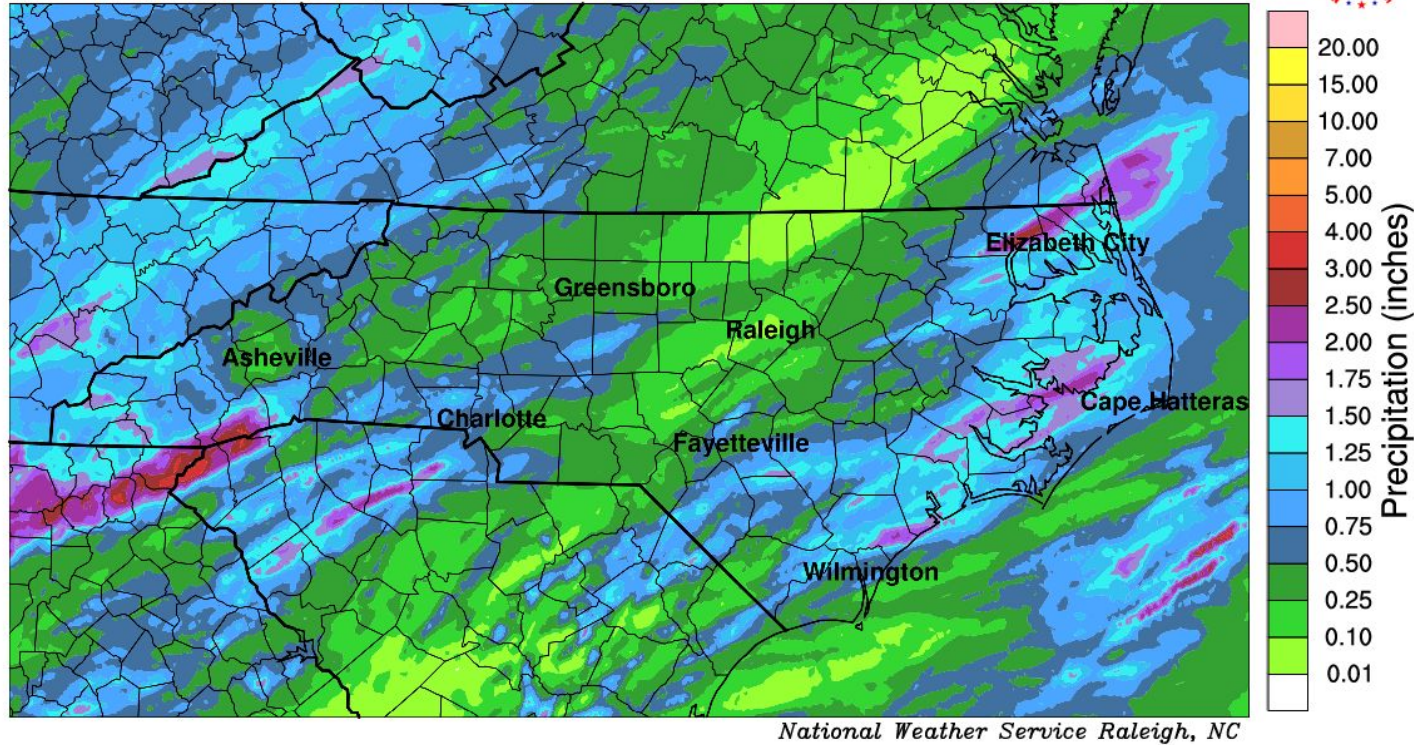 20.00
15.00
10.00
7.00
5.00
4.00
3.00
2.50
2.00
1.75
1.50
1.25
1.00
0.75
0.50
0.25
0.10
0.01
Precipitation (inches)
Elizabeth City
Greensboro
Raleigh
Asheville
Cape Hatteras
Charlotte
Fayetteville
Wilmington
National Weather Service Raleigh, NC